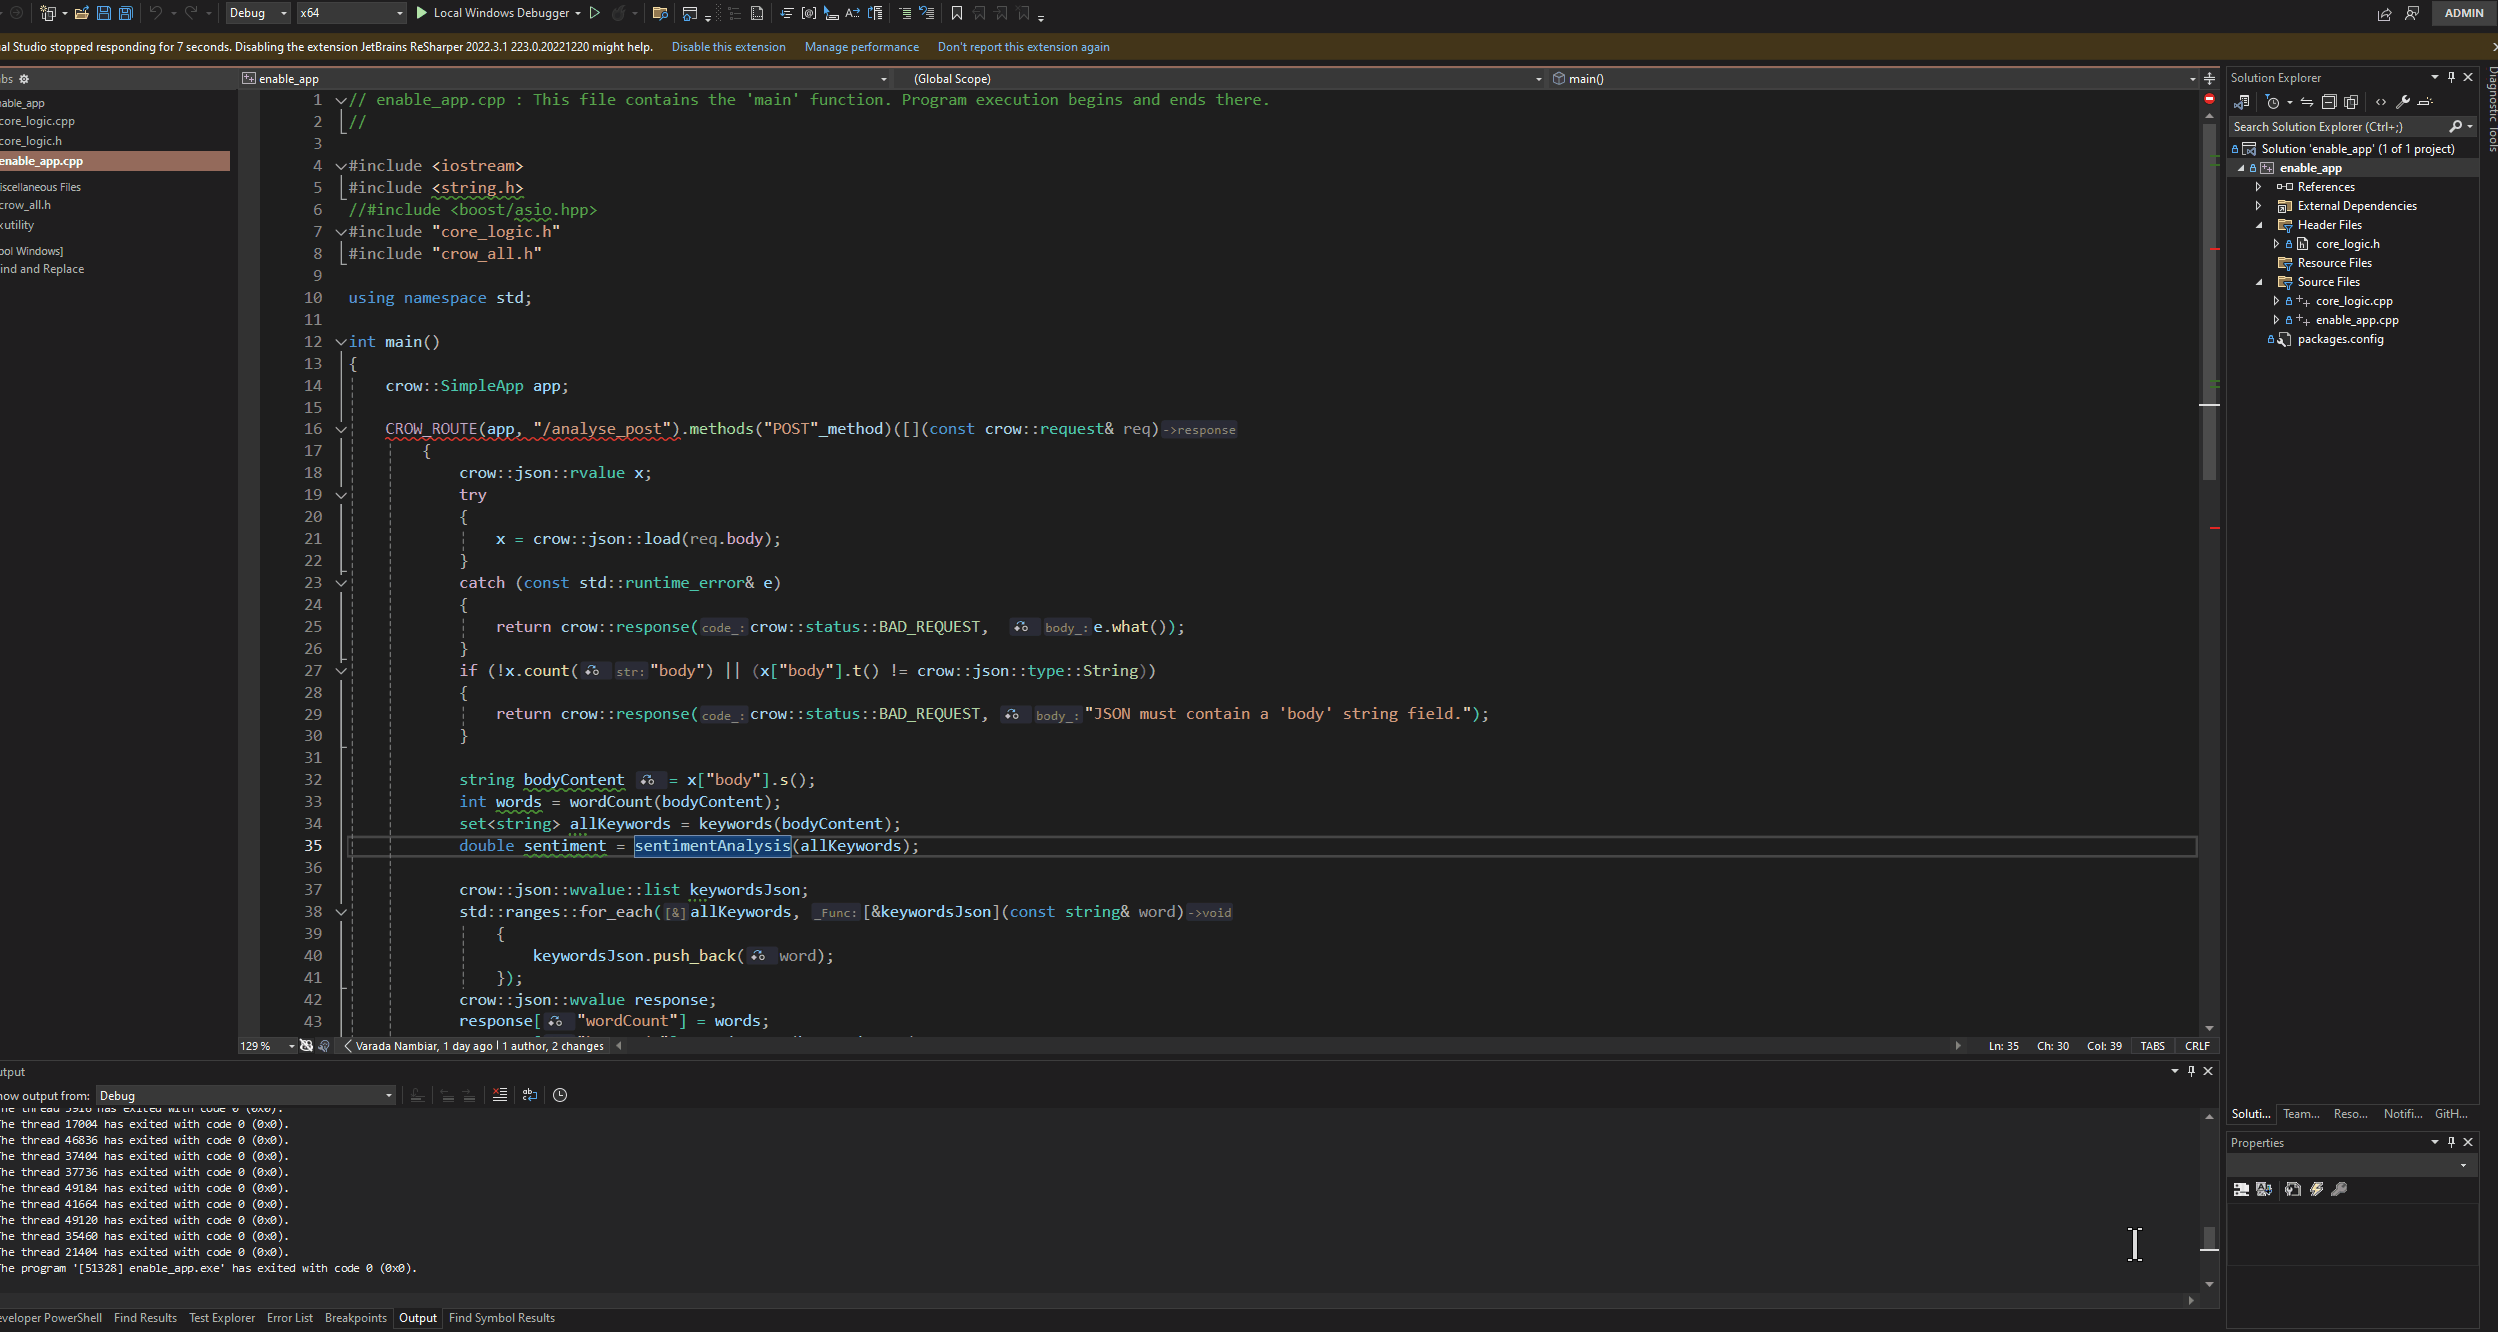 Debug x64 Local Windows Debugger ADMIN
al Studio stopped responding for 7 seconds. Disabling the extension JetBrains ReSharper 2022.3.1 223.0.20221220 might help. Disable this extension Manage performance Don't report this extension again
bs
nable_app
core_logic.cpp
core_logic.h
enable_app.cpp
iscellaneous Files
crow_all.h
xutility
ool Windows]
ind and Replace
enable_app (Global Scope) main()
1 // enable_app.cpp : This file contains the 'main' function. Program execution begins and ends there.
2 //
3
4 #include <iostream>
5 #include <string.h>
6 //#include <boost/asio.hpp>
7 #include "core_logic.h"
8 #include "crow_all.h"
9
10 using namespace std;
11
12 int main()
13 {
14 crow::SimpleApp app;
15
16 CROW_ROUTE(app, "/analyse_post").methods("POST"_method)([](const crow::request& req)->response
17 {
18 crow::json::rvalue x;
19 try
20 {
21 x = crow::json::load(req.body);
22 }
23 catch (const std::runtime_error& e)
24 {
25 return crow::response(code_:crow::status::BAD_REQUEST, body_:e.what());
26 }
27 if (!x.count(str:"body") || (x["body"].t() != crow::json::type::String))
28 {
29 return crow::response(code_:crow::status::BAD_REQUEST, body_:"JSON must contain a 'body' string field.");
30 }
31
32 string bodyContent = x["body"].s();
33 int words = wordCount(bodyContent);
34 set<string> allKeywords = keywords(bodyContent);
35 double sentiment = sentimentAnalysis(allKeywords);
36
37 crow::json::wvalue::list keywordsJson;
38 std::ranges::for_each([&]allKeywords, _Func:[&keywordsJson](const string& word)->void
39 {
40 keywordsJson.push_back(word);
41 });
42 crow::json::wvalue response;
43 response["wordCount"] = words;
129 % Varada Nambiar, 1 day ago | 1 author, 2 changes Ln: 35 Ch: 30 Col: 39 TABS CRLF
utput
how output from: Debug
he thread 5916 has exited with code 0 (0x0).
he thread 17004 has exited with code 0 (0x0).
he thread 46836 has exited with code 0 (0x0).
he thread 37404 has exited with code 0 (0x0).
he thread 37736 has exited with code 0 (0x0).
he thread 49184 has exited with code 0 (0x0).
he thread 41664 has exited with code 0 (0x0).
he thread 49120 has exited with code 0 (0x0).
he thread 35460 has exited with code 0 (0x0).
he thread 21404 has exited with code 0 (0x0).
he program '[51328] enable_app.exe' has exited with code 0 (0x0).
eveloper PowerShell Find Results Test Explorer Error List Breakpoints Output Find Symbol Results
Solution Explorer
Search Solution Explorer (Ctrl+;)
Solution 'enable_app' (1 of 1 project)
enable_app
References
External Dependencies
Header Files
core_logic.h
Resource Files
Source Files
core_logic.cpp
enable_app.cpp
packages.config
Soluti... Team... Reso... Notifi... GitH...
Properties
Diagnostic Tools